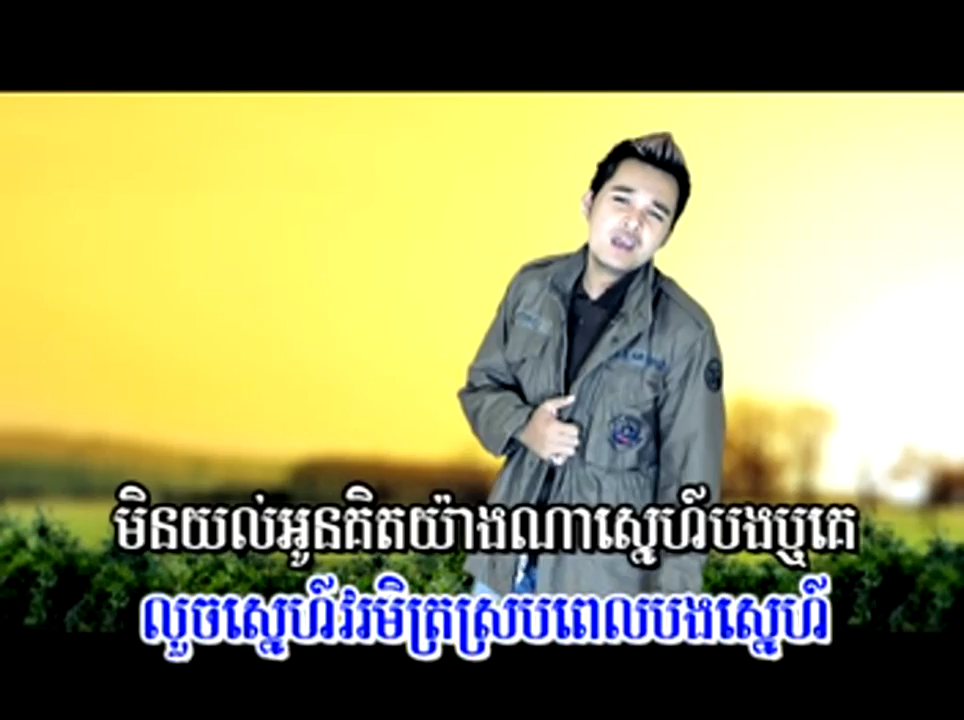 មិនយល់អូនគិតយ៉ាងណាស្នេហ៍បងឬគេ
លួចស្នេហ៍វរមិត្រស្របពេលបងស្នេហ៍